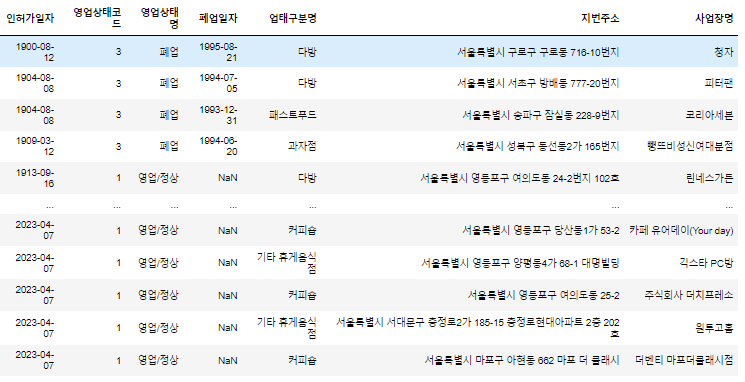 인허가일자 영업상태코드 영업상태명 폐업일자 업태구분명 지번주소 사업장명
1900-08-12 3 폐업 1995-08-21 다방 서울특별시 구로구 구로동 716-10번지 청자
1904-08-08 3 폐업 1994-07-05 다방 서울특별시 서초구 방배동 777-20번지 피터팬
1904-08-08 3 폐업 1993-12-31 패스트푸드 서울특별시 송파구 잠실동 228-9번지 코리아세븐
1909-03-12 3 폐업 1994-06-20 과자점 서울특별시 성북구 동선동2가 165번지 뺑뜨비성신여대분점
1913-09-16 1 영업/정상 NaN 다방 서울특별시 영등포구 여의도동 24-2번지 102호 린네스가든
... ... ... ... ... ... ...
2023-04-07 1 영업/정상 NaN 커피숍 서울특별시 영등포구 당산동1가 53-2 카페 유어데이(Your day)
2023-04-07 1 영업/정상 NaN 기타 휴게음식점 서울특별시 영등포구 양평동4가 68-1 대명빌딩 긱스타 PC방
2023-04-07 1 영업/정상 NaN 커피숍 서울특별시 영등포구 여의도동 25-2 주식회사 더치프레소
2023-04-07 1 영업/정상 NaN 기타 휴게음식점 서울특별시 서대문구 충정로2가 185-15 충정로현대아파트 2층 202호 원투고홈
2023-04-07 1 영업/정상 NaN 커피숍 서울특별시 마포구 아현동 662 마포 더 클래시 더벤티 마포더클래시점